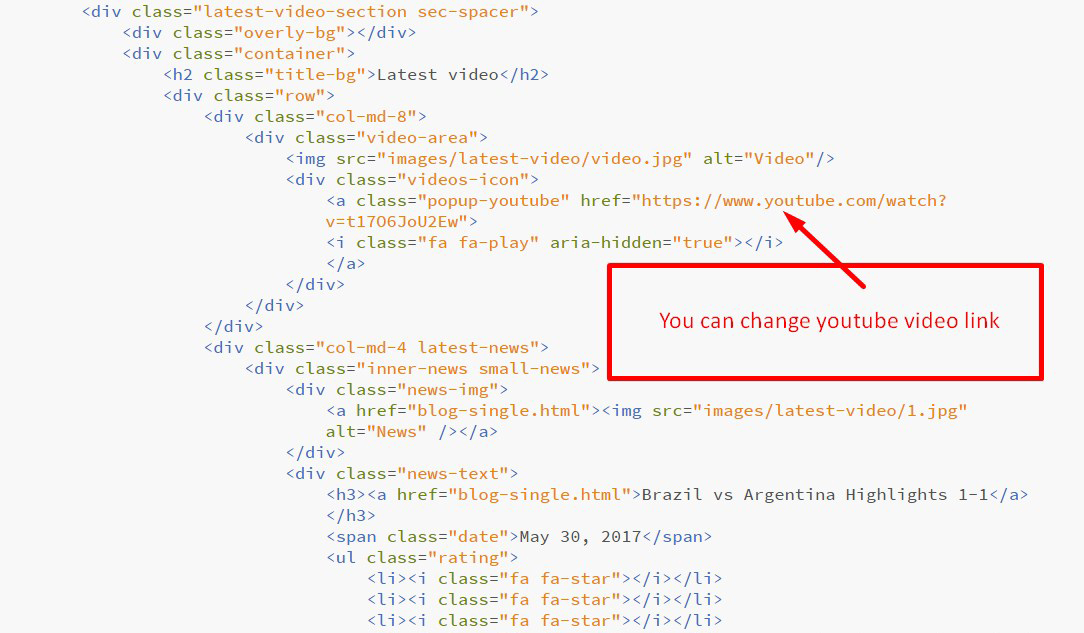 <div class="latest-video-section sec-spacer">
<div class="overly-bg"></div>
<div class="container">
<h2 class="title-bg">Latest video</h2>
<div class="row">
<div class="col-md-8">
<div class="video-area">
<img src="images/latest-video/video.jpg" alt="Video"/>
<div class="videos-icon">
<a class="popup-youtube" href="https://www.youtube.com/watch?
v=t17O6JoU2Ew">
<i class="fa fa-play" aria-hidden="true"></i>
</a>
</div>
</div>
</div>
You can change youtube video link
<div class="col-md-4 latest-news">
<div class="inner-news small-news">
<div class="news-img">
<a href="blog-single.html"><img src="images/latest-video/1.jpg"
alt="News" /></a>
</div>
<div class="news-text">
<h3><a href="blog-single.html">Brazil vs Argentina Highlights 1-1</a>
</h3>
<span class="date">May 30, 2017</span>
<ul class="rating">
<li><i class="fa fa-star"></i></li>
<li><i class="fa fa-star"></i></li>
<li><i class="fa fa-star"></i></li>